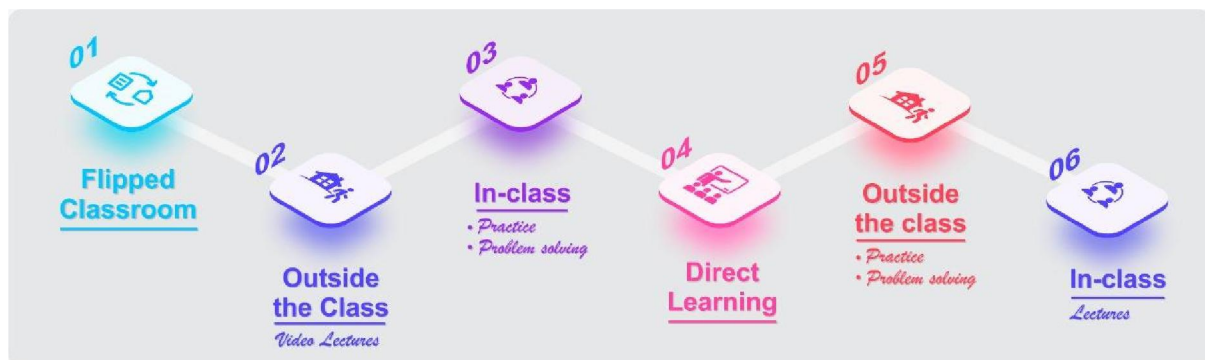 01
Flipped
Classroom
02
Outside
the Class
Video Lectures
03
In-class
• Practice
• Problem solving
04
Direct
Learning
05
Outside
the class
• Practice
• Problem solving
06
In-class
Lectures